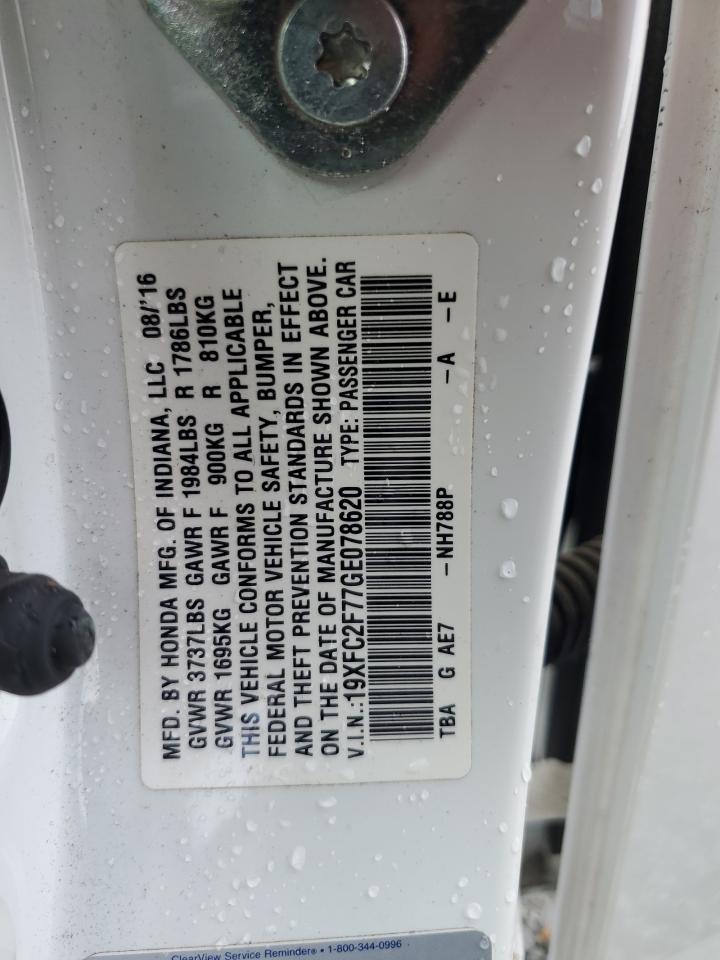 MFD. BY HONDA MFG. OF INDIANA, LLC 08/'16
GVWR 3737LBS GAWR F 1984LBS R 1786LBS
GVWR 1695KG GAWR F 900KG R 810KG
THIS VEHICLE CONFORMS TO ALL APPLICABLE
FEDERAL MOTOR VEHICLE SAFETY, BUMPER,
AND THEFT PREVENTION STANDARDS IN EFFECT
ON THE DATE OF MANUFACTURE SHOWN ABOVE.
V.I.N.:19XFC2F77GE078620 TYPE: PASSENGER CAR
TBA G AE7 –NH788P –A –E
ClearView Service Reminder® • 1-800-344-0996